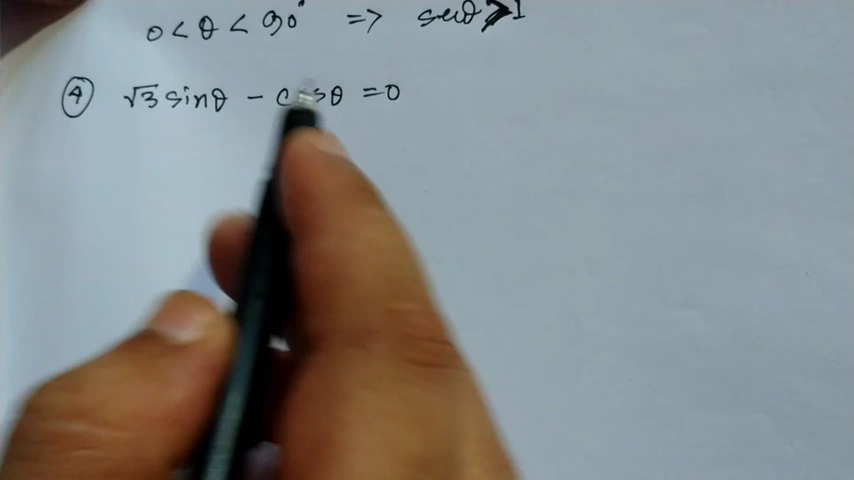 0 < θ < 90° => secθ > 1
④ √3 sinθ - cosθ = 0